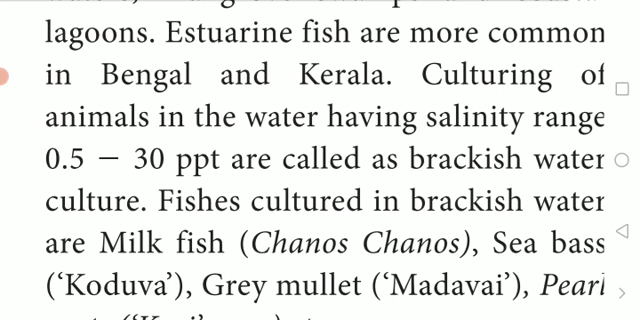 lagoons. Estuarine fish are more common
in Bengal and Kerala. Culturing of
animals in the water having salinity range
0.5 – 30 ppt are called as brackish water
culture. Fishes cultured in brackish water
are Milk fish (Chanos Chanos), Sea bass
(‘Koduva’), Grey mullet (‘Madavai’), Pearl